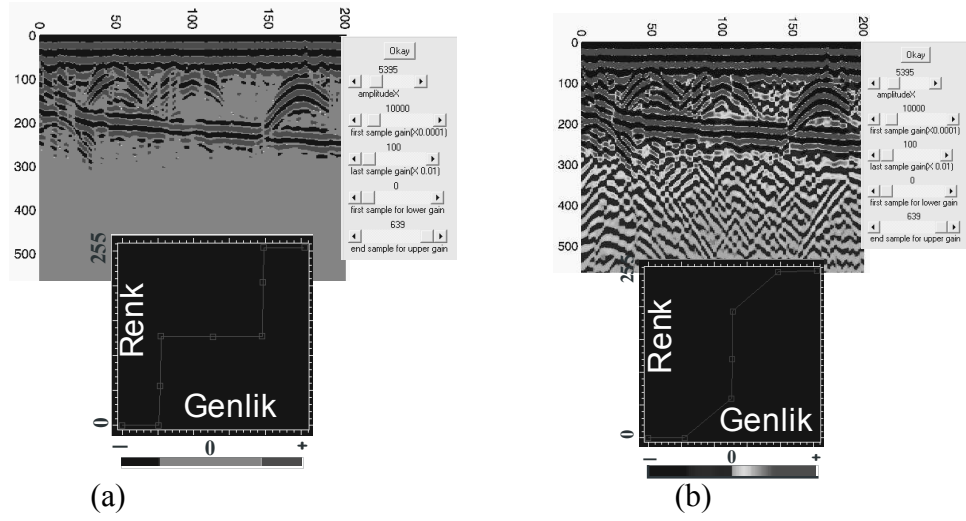 0 50 100 150 200
0
100
200
300
400
500
Okay
5395
amplitudeX
10000
first sample gain(X0.0001)
100
last sample gain(X 0.01)
0
first sample for lower gain
639
end sample for upper gain
255
Renk
Genlik
0
− 0 +
(a)
0 50 100 150 200
0
100
200
300
400
500
Okay
5395
amplitudeX
10000
first sample gain(X0.0001)
100
last sample gain(X 0.01)
0
first sample for lower gain
639
end sample for upper gain
255
Renk
Genlik
0
− 0 +
(b)